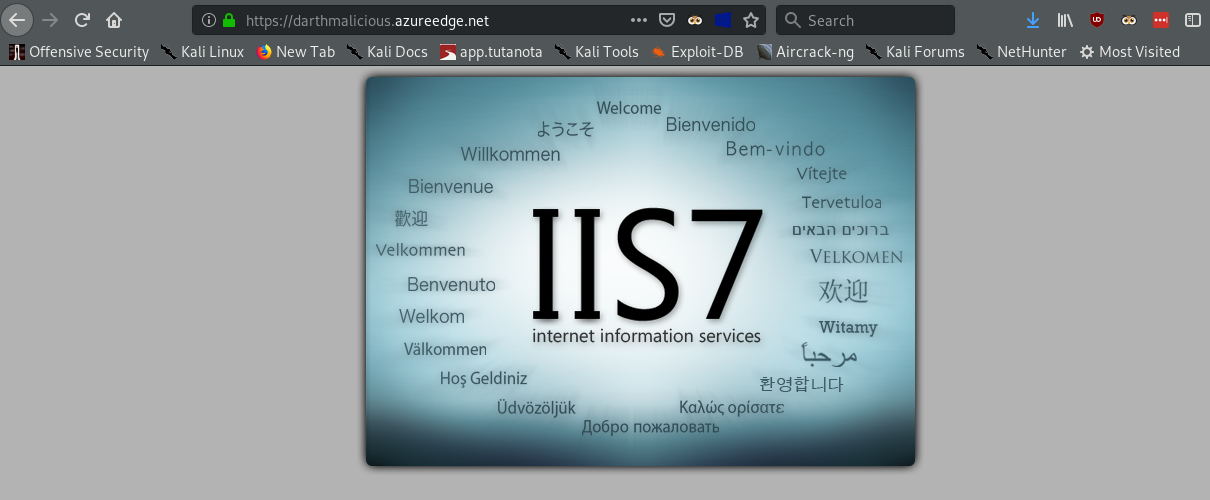 https://darthmalicious.azureedge.net
Search
Offensive Security Kali Linux New Tab Kali Docs app.tutanota Kali Tools Exploit-DB Aircrack-ng Kali Forums NetHunter Most Visited
Welcome
ようこそ
Bienvenido
Willkommen
Bem-vindo
Vítejte
Bienvenue
Tervetuloa
歡迎
ברוכים הבאים
Velkommen
VELKOMEN
Benvenuto
欢迎
Welkom
Witamy
Välkommen
مرحباً
Hoş Geldiniz
환영합니다
Üdvözöljük
Καλώς ορίσατε
Добро пожаловать
IIS7
internet information services